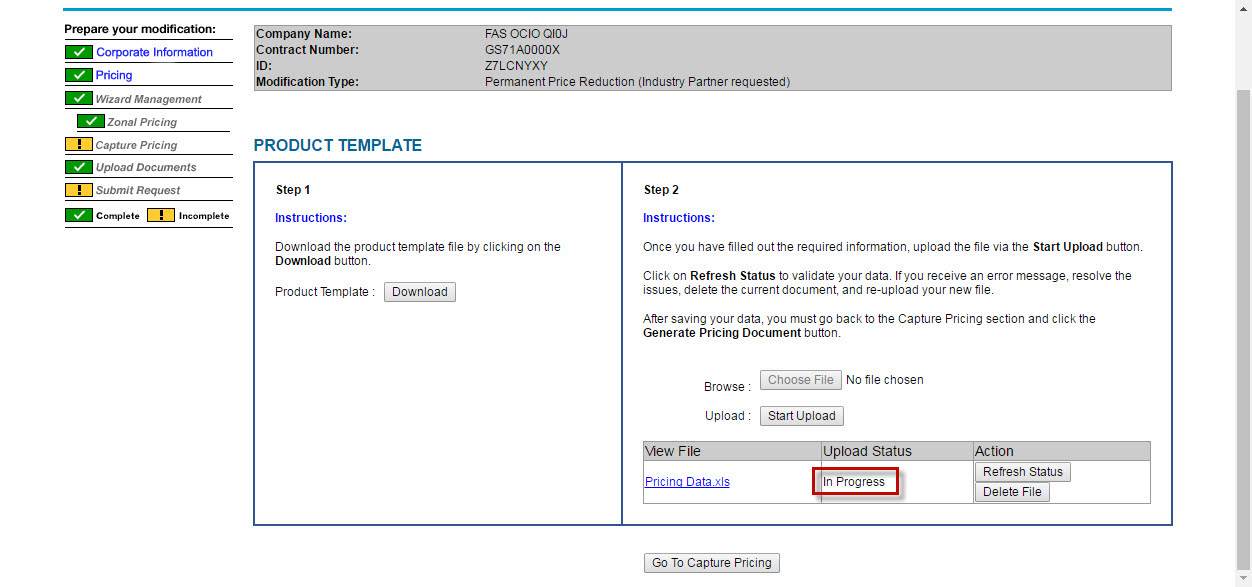 Prepare your modification:
Corporate Information
Pricing
Wizard Management
Zonal Pricing
Capture Pricing
Upload Documents
Submit Request
Complete ! Incomplete
Company Name: FAS OCIO QI0J
Contract Number: GS71A0000X
ID: Z7LCNYXY
Modification Type: Permanent Price Reduction (Industry Partner requested)
PRODUCT TEMPLATE
Step 1
Instructions:
Download the product template file by clicking on the
Download button.
Product Template : Download
Step 2
Instructions:
Once you have filled out the required information, upload the file via the Start Upload button.
Click on Refresh Status to validate your data. If you receive an error message, resolve the
issues, delete the current document, and re-upload your new file.
After saving your data, you must go back to the Capture Pricing section and click the
Generate Pricing Document button.
Browse : Choose File No file chosen
Upload : Start Upload
View File Upload Status Action
Pricing Data.xls In Progress Refresh Status
Delete File
Go To Capture Pricing